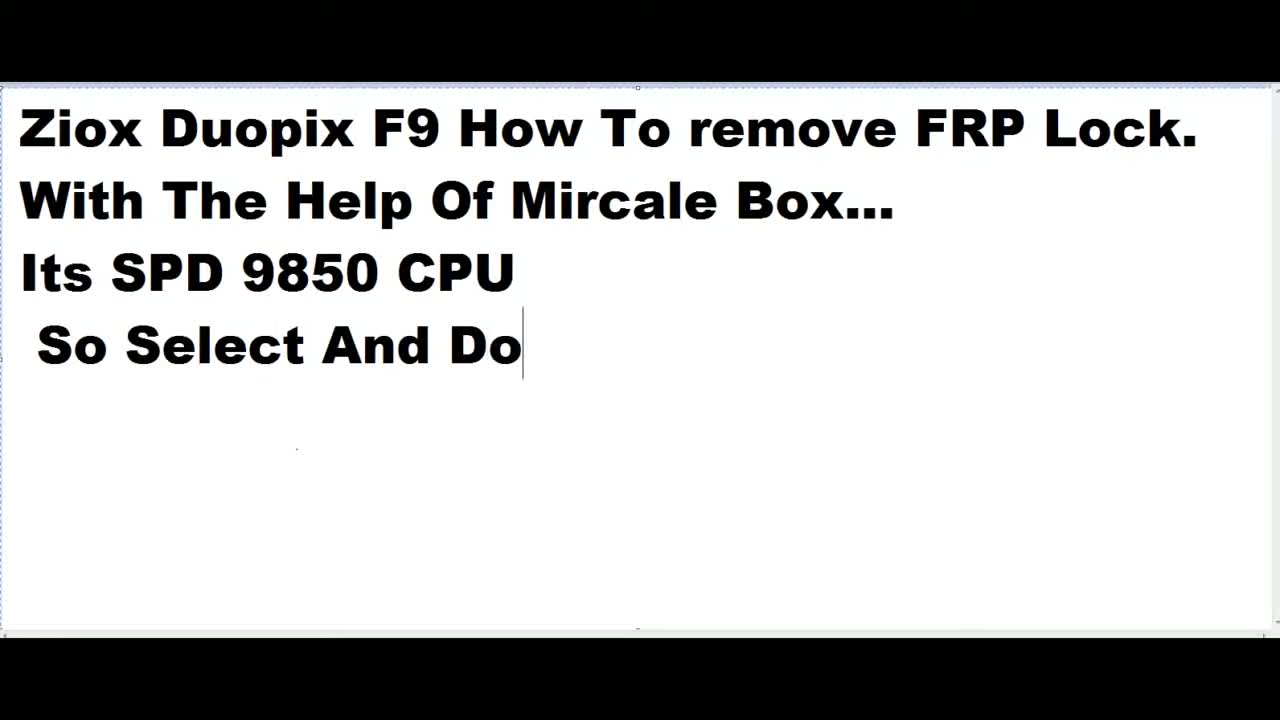 Ziox Duopix F9 How To remove FRP Lock.
With The Help Of Mircale Box...
Its SPD 9850 CPU
So Select And Do